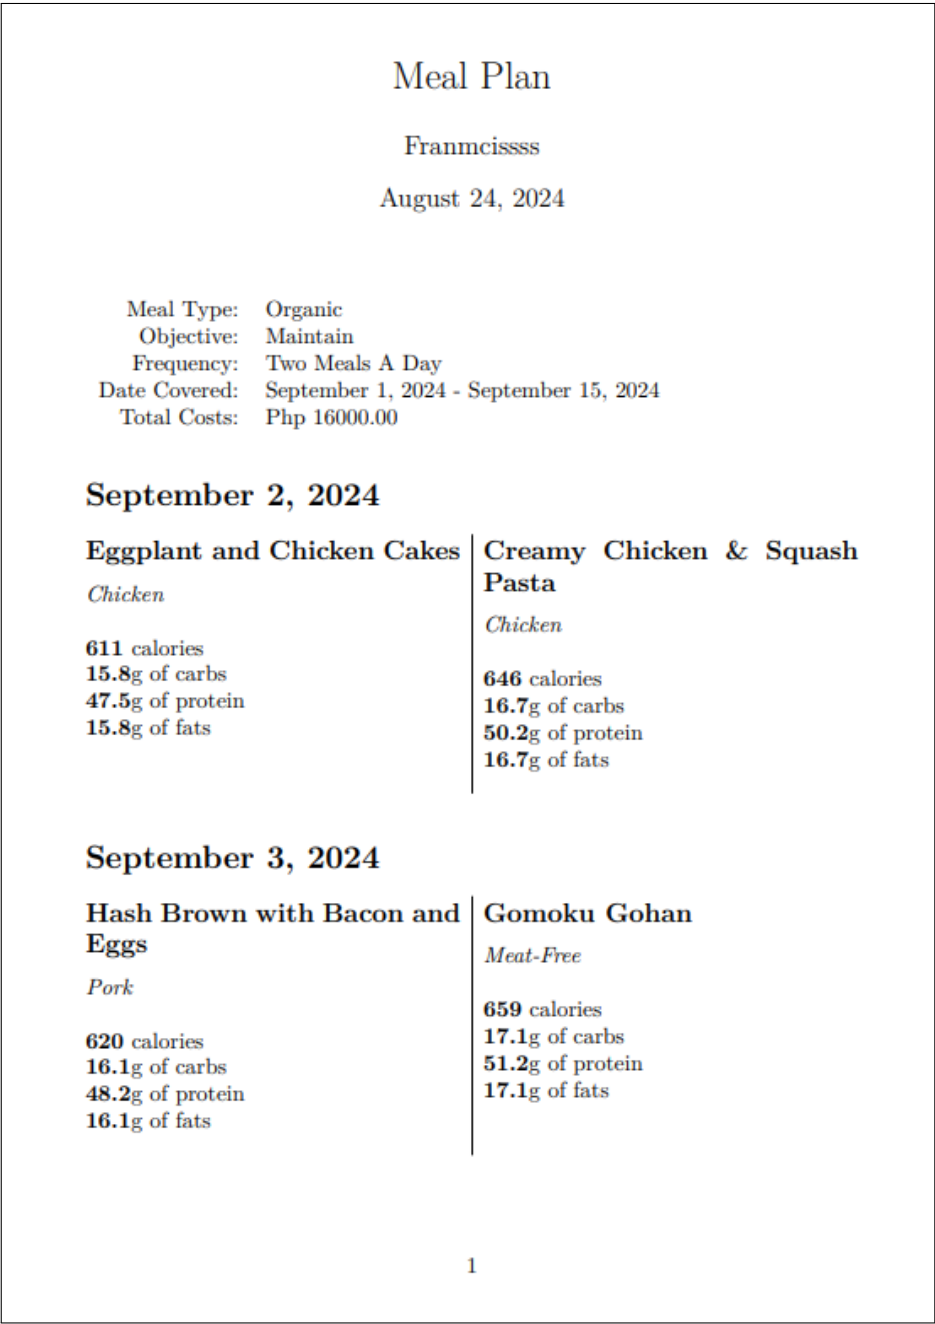 Meal Plan
Franmcissss
August 24, 2024
Meal Type: Organic
Objective: Maintain
Frequency: Two Meals A Day
Date Covered: September 1, 2024 - September 15, 2024
Total Costs: Php 16000.00
September 2, 2024
Eggplant and Chicken Cakes
Chicken
611 calories
15.8g of carbs
47.5g of protein
15.8g of fats
Creamy Chicken & Squash
Pasta
Chicken
646 calories
16.7g of carbs
50.2g of protein
16.7g of fats
September 3, 2024
Hash Brown with Bacon and
Eggs
Pork
620 calories
16.1g of carbs
48.2g of protein
16.1g of fats
Gomoku Gohan
Meat-Free
659 calories
17.1g of carbs
51.2g of protein
17.1g of fats
1